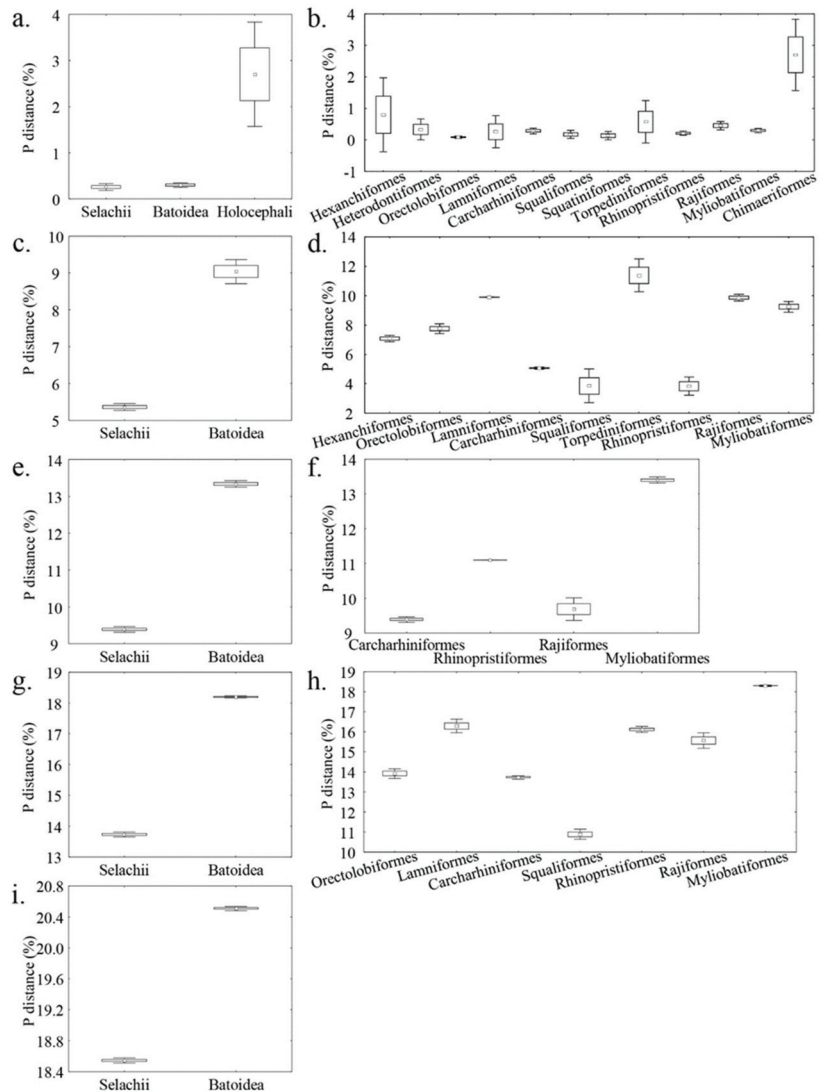 a.
P distance (%)
4
3
2
1
0
Selachii Batoidea Holocephali
b.
P distance (%)
4
3
2
1
0
-1
Hexanchiformes
Heterodontiformes
Orectolobiformes
Lamniformes
Carcharhiniformes
Squaliformes
Squatiniformes
Torpediniformes
Rhinopristiformes
Rajiformes
Myliobatiformes
Chimaeriformes
c.
P distance (%)
10
9
8
7
6
5
Selachii Batoidea
d.
P distance (%)
14
12
10
8
6
4
2
Hexanchiformes
Orectolobiformes
Lamniformes
Carcharhiniformes
Squaliformes
Torpediniformes
Rhinopristiformes
Rajiformes
Myliobatiformes
e.
P distance (%)
14
13
12
11
10
9
Selachii Batoidea
f.
P distance(%)
14
13
12
11
10
9
Carcharhiniformes
Rhinopristiformes
Rajiformes
Myliobatiformes
g.
P distance (%)
19
18
17
16
15
14
13
Selachii Batoidea
h.
P distance (%)
19
18
17
16
15
14
13
12
11
10
Orectolobiformes
Lamniformes
Carcharhiniformes
Squaliformes
Rhinopristiformes
Rajiformes
Myliobatiformes
i.
P distance (%)
20.8
20.4
20.0
19.6
19.2
18.8
18.4
Selachii Batoidea